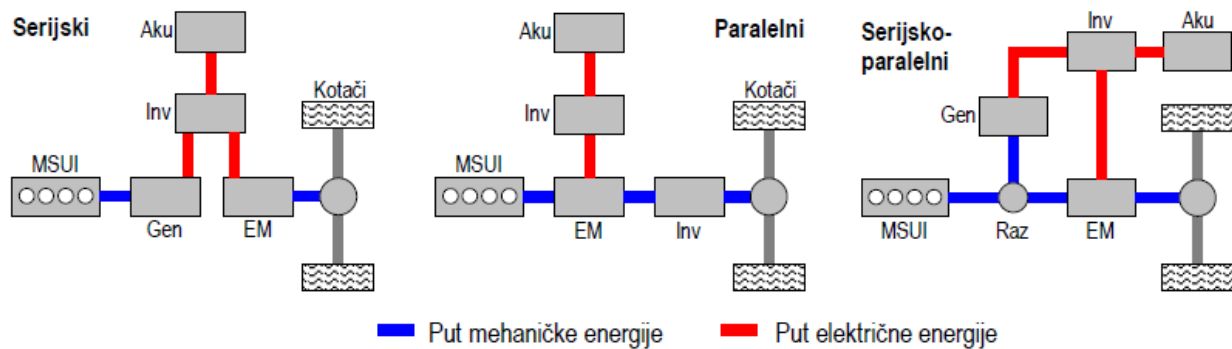 Serijski
Aku
Inv
Kotači
MSUI
Gen
EM
Paralelni
Aku
Inv
Kotači
MSUI
EM
Inv
Serijsko-
paralelni
Inv
Aku
Gen
MSUI
Raz
EM
Put mehaničke energije
Put električne energije